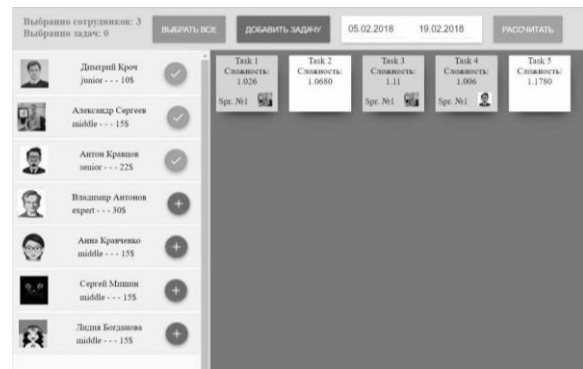 Выбранно сотрудников: 3
Выбранно задач: 0
ВЫБРАТЬ ВСЕ
ДОБАВИТЬ ЗАДАЧУ
05.02.2018
19.02.2018
РАССЧИТАТЬ
Дмитрий Кроч
junior - - - 10$
Александр Сергеев
middle - - - 15$
Антон Кравцов
senior - - - 22$
Владимир Антонов
expert - - - 30$
Анна Кравченко
middle - - - 15$
Сергей Мишин
middle - - - 15$
Лидия Богданова
middle - - - 15$
Task 1
Сложность:
1.026
Spr. №1
Task 2
Сложность:
1.0680
Task 3
Сложность:
1.11
Spr. №1
Task 4
Сложность:
1.006
Spr. №1
Task 5
Сложность:
1.1780